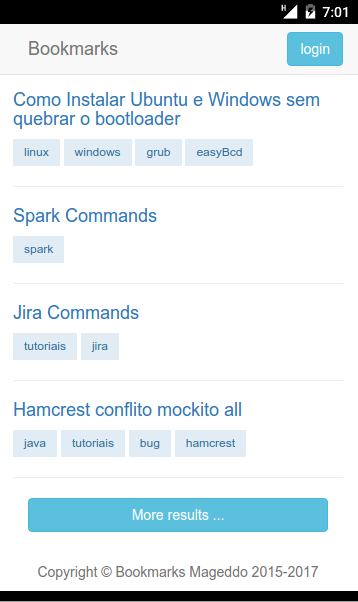 H 7:01
Bookmarks login
Como Instalar Ubuntu e Windows sem
quebrar o bootloader
linux windows grub easyBcd
Spark Commands
spark
Jira Commands
tutoriais jira
Hamcrest conflito mockito all
java tutoriais bug hamcrest
More results ...
Copyright © Bookmarks Mageddo 2015-2017